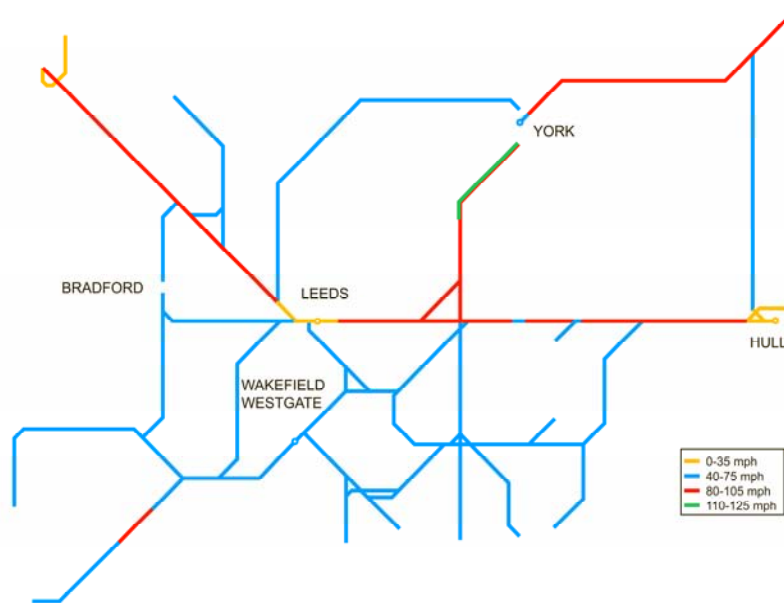 YORK
BRADFORD
LEEDS
HULL
WAKEFIELD
WESTGATE
0-35 mph
40-75 mph
80-105 mph
110-125 mph